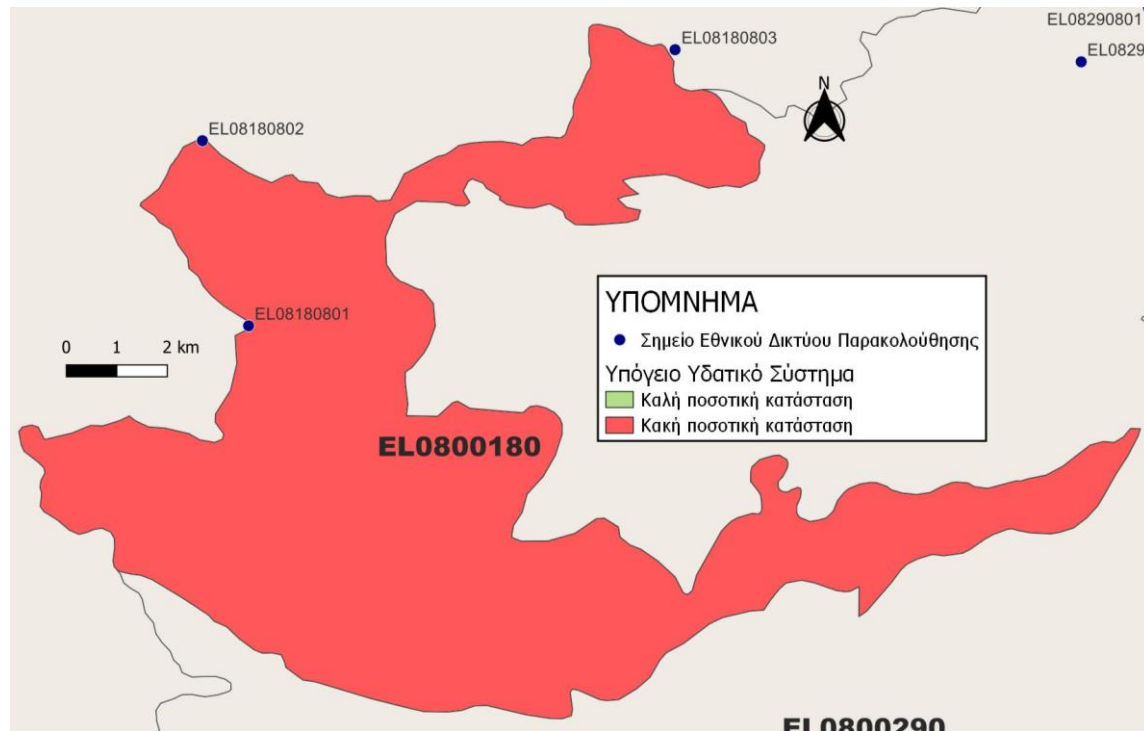 EL08290801
EL08180803
EL0829
N
EL08180802
EL08180801
ΥΠΟΜΝΗΜΑ
Σημείο Εθνικού Δικτύου Παρακολούθησης
Υπόγειο Υδατικό Σύστημα
Καλή ποσοτική κατάσταση
Κακή ποσοτική κατάσταση
0 1 2 km
EL0800180
EL0800290